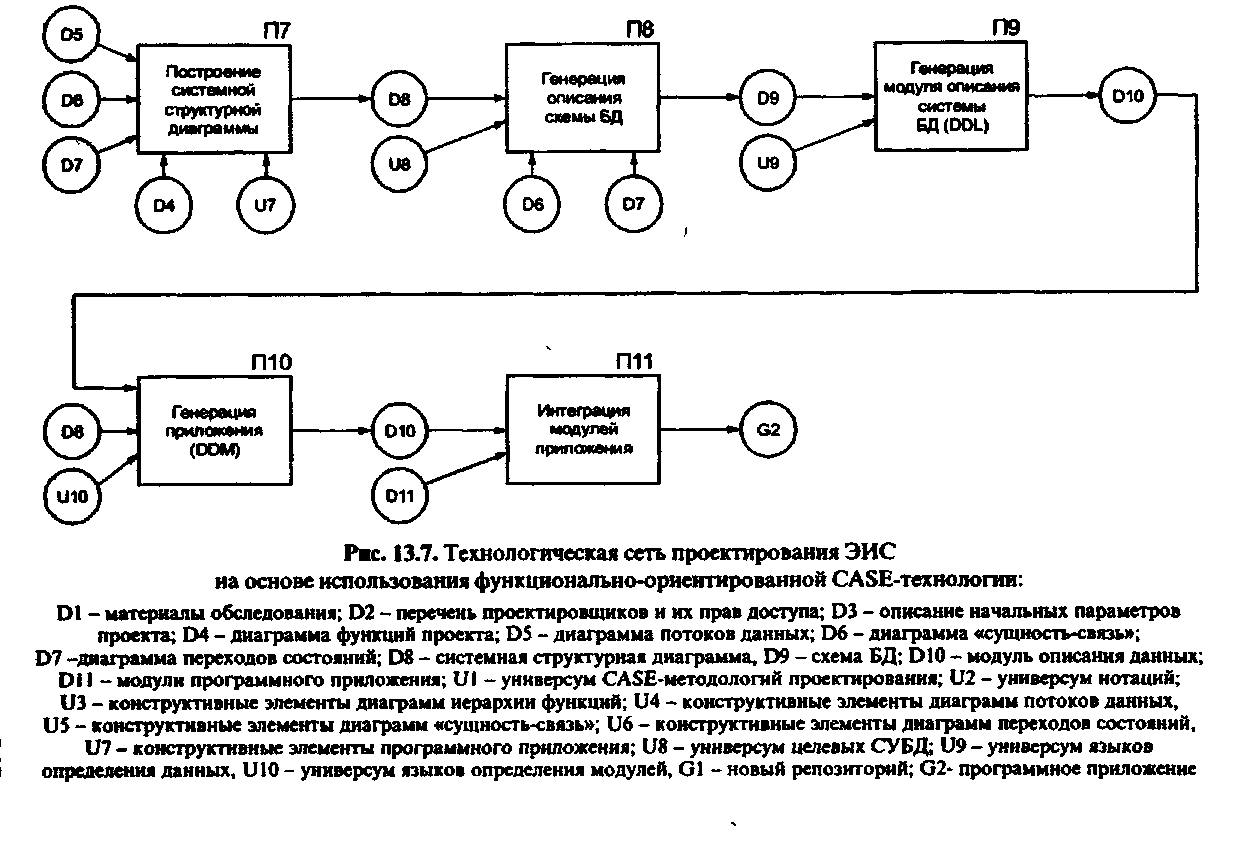 D5
П7
П8
П9
Построение
системной
структурной
диаграммы
D6
D7
D4
U7
D8
U8
Генерация
описания
схемы БД
D6
D7
D9
U9
Генерация
модуля описания
системы
БД (DDL)
D10
П10
П11
D8
U10
Генерация
приложения
(DDM)
D10
D11
Интеграция
модулей
приложения
G2
Рис. 13.7. Технологическая сеть проектирования ЭИС
на основе использования функционально-ориентированной CASE-технологии:
D1 – материалы обследования; D2 – перечень проектировщиков и их прав доступа; D3 – описание начальных параметров
проекта; D4 – диаграмма функций проекта; D5 – диаграмма потоков данных; D6 – диаграмма «сущность-связь»;
D7 –диаграмма переходов состояний; D8 – системная структурная диаграмма, D9 – схема БД; D10 – модуль описания данных;
D11 – модули программного приложения; U1 – универсум CASE-методологий проектирования; U2 – универсум нотаций;
U3 – конструктивные элементы диаграмм иерархии функций; U4 – конструктивные элементы диаграмм потоков данных,
U5 – конструктивные элементы диаграмм «сущность-связь»; U6 – конструктивные элементы диаграмм переходов состояний,
U7 – конструктивные элементы программного приложения; U8 – универсум целевых СУБД; U9 – универсум языков
определения данных, U10 – универсум языков определения модулей, G1 – новый репозиторий; G2- программное приложение